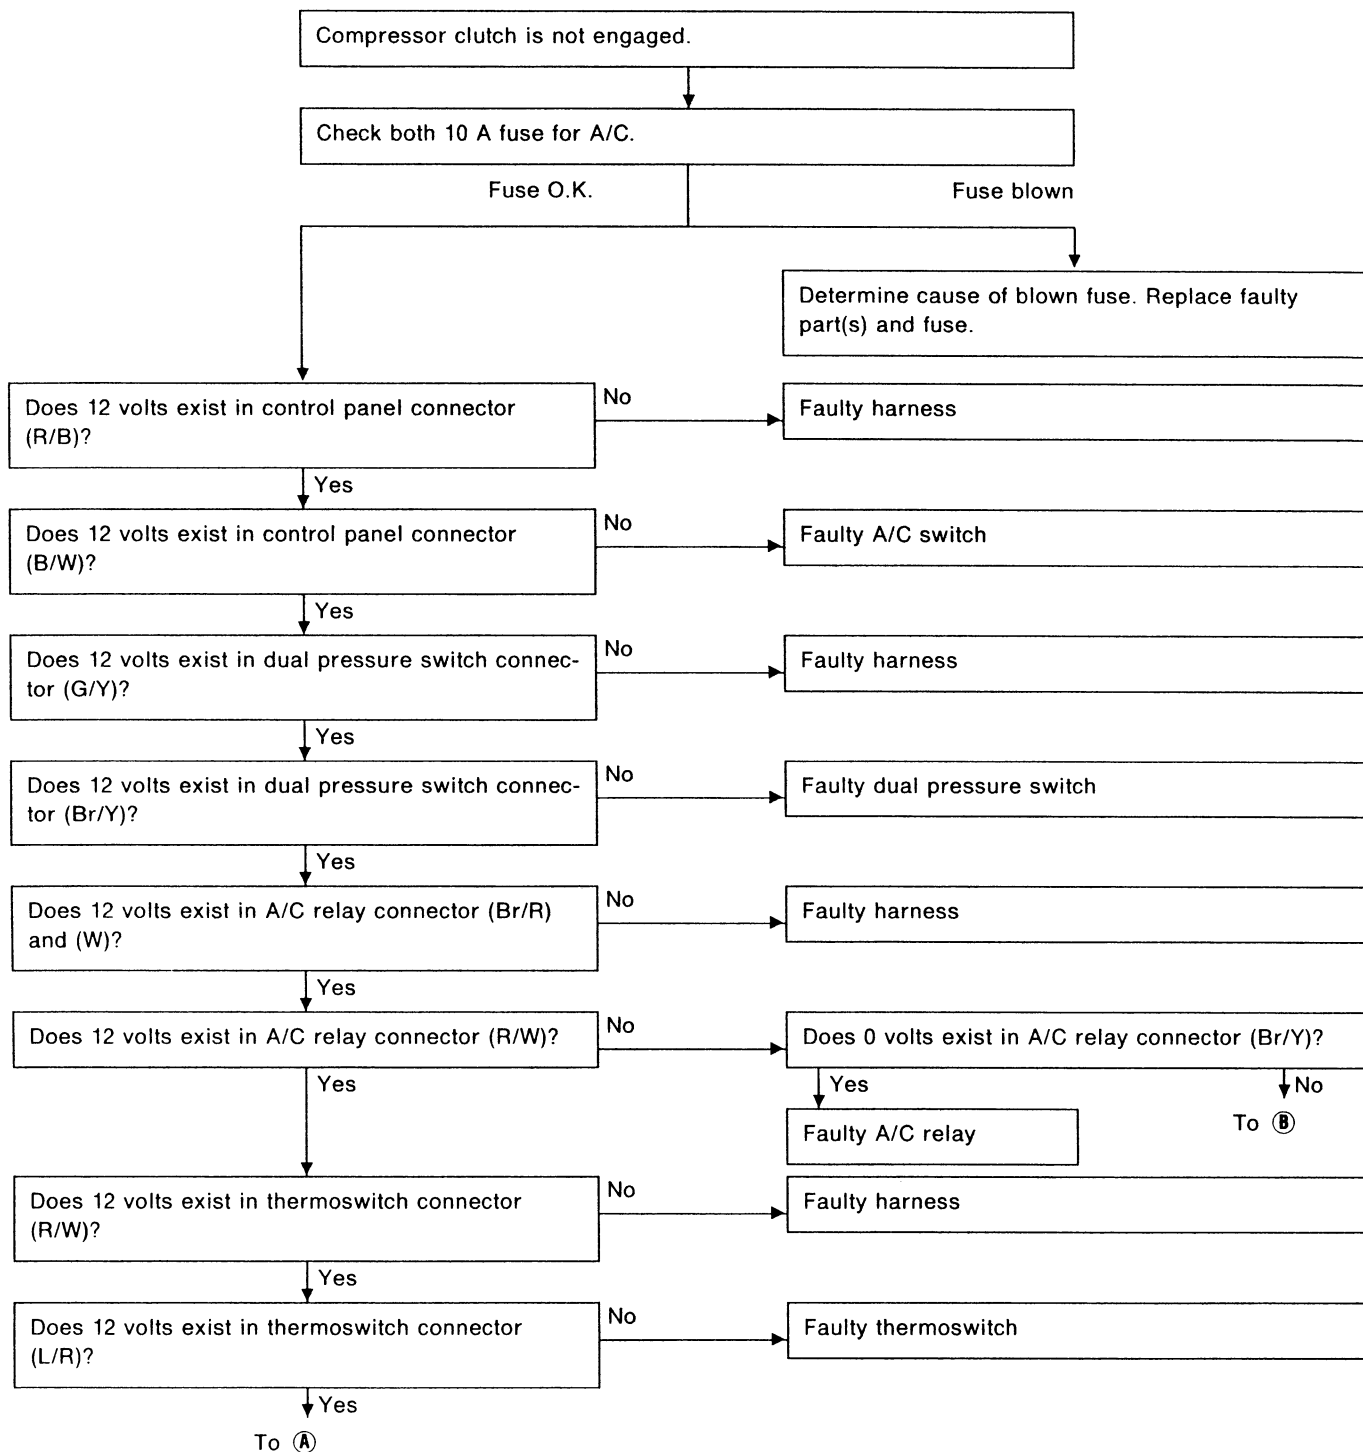 Compressor clutch is not engaged.
Check both 10 A fuse for A/C.
Fuse O.K.
Fuse blown
Determine cause of blown fuse. Replace faulty
part(s) and fuse.
Does 12 volts exist in control panel connector
(R/B)?
No
Faulty harness
Yes
Does 12 volts exist in control panel connector
(B/W)?
No
Faulty A/C switch
Yes
Does 12 volts exist in dual pressure switch connec-
tor (G/Y)?
No
Faulty harness
Yes
Does 12 volts exist in dual pressure switch connec-
tor (Br/Y)?
No
Faulty dual pressure switch
Yes
Does 12 volts exist in A/C relay connector (Br/R)
and (W)?
No
Faulty harness
Yes
Does 12 volts exist in A/C relay connector (R/W)?
No
Does 0 volts exist in A/C relay connector (Br/Y)?
Yes
Yes
No
Faulty A/C relay
To Ⓑ
Does 12 volts exist in thermoswitch connector
(R/W)?
No
Faulty harness
Yes
Does 12 volts exist in thermoswitch connector
(L/R)?
No
Faulty thermoswitch
Yes
To Ⓐ